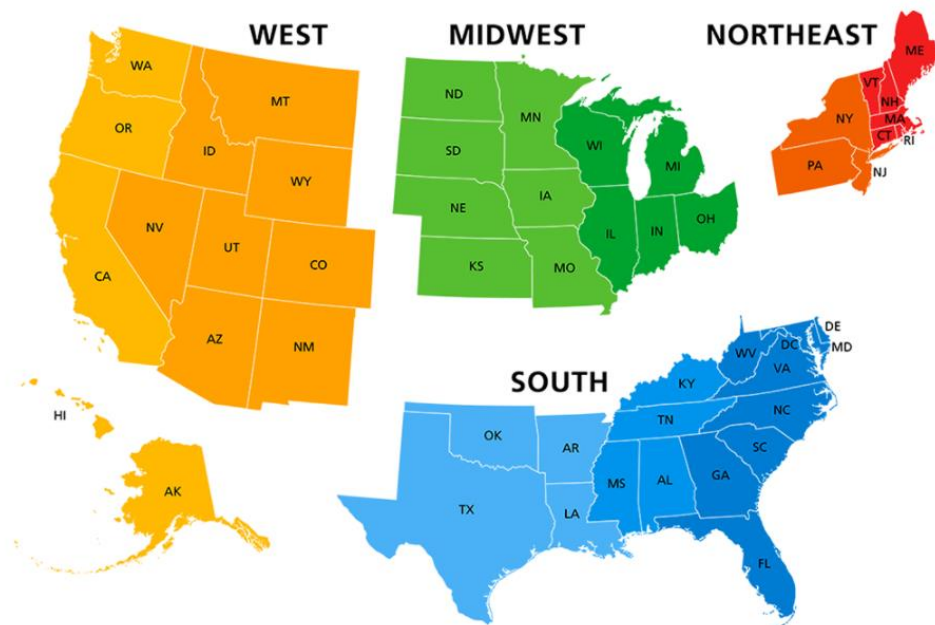 WEST
MIDWEST
NORTHEAST
WA
OR
CA
ID
NV
MT
WY
UT
CO
AZ
NM
HI
AK
ND
SD
NE
KS
MN
IA
MO
WI
IL
MI
IN
OH
ME
VT
NH
NY
MA
CT
RI
PA
NJ
SOUTH
OK
TX
AR
LA
KY
TN
MS
AL
WV
DC
DE
MD
VA
NC
SC
GA
FL